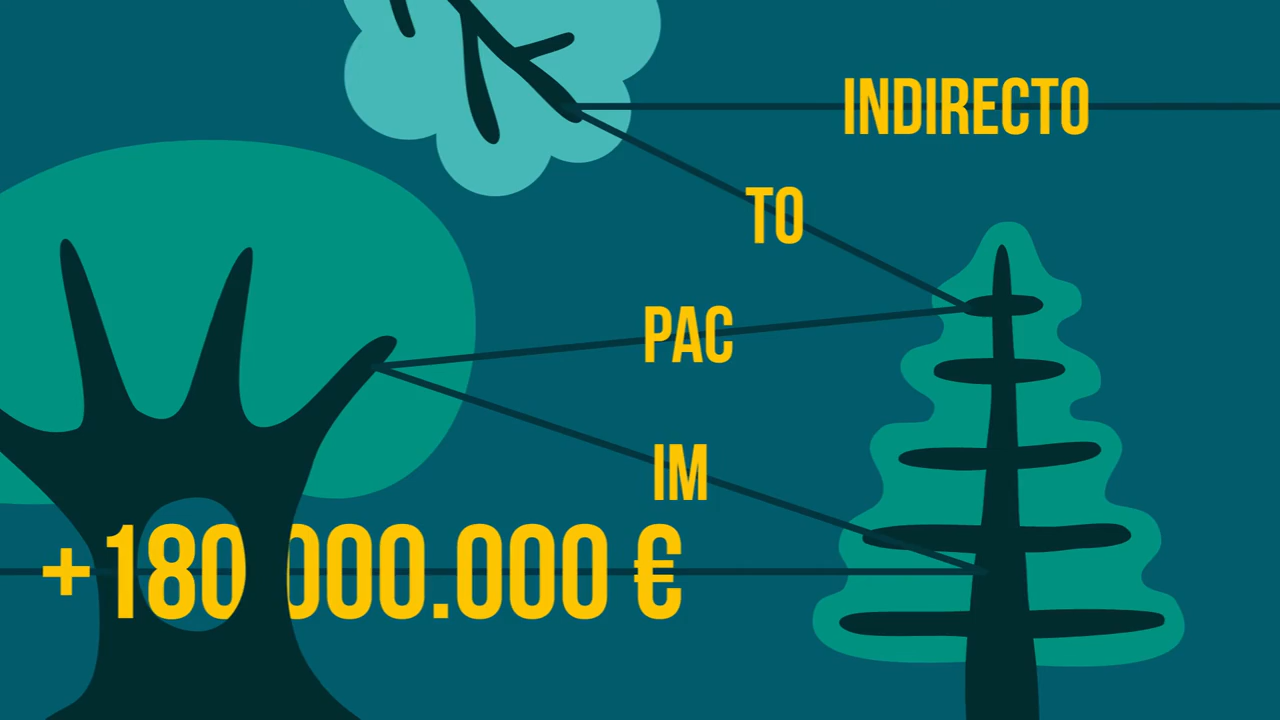 INDIRECTO
TO
PAC
IM
+180 000.000 €